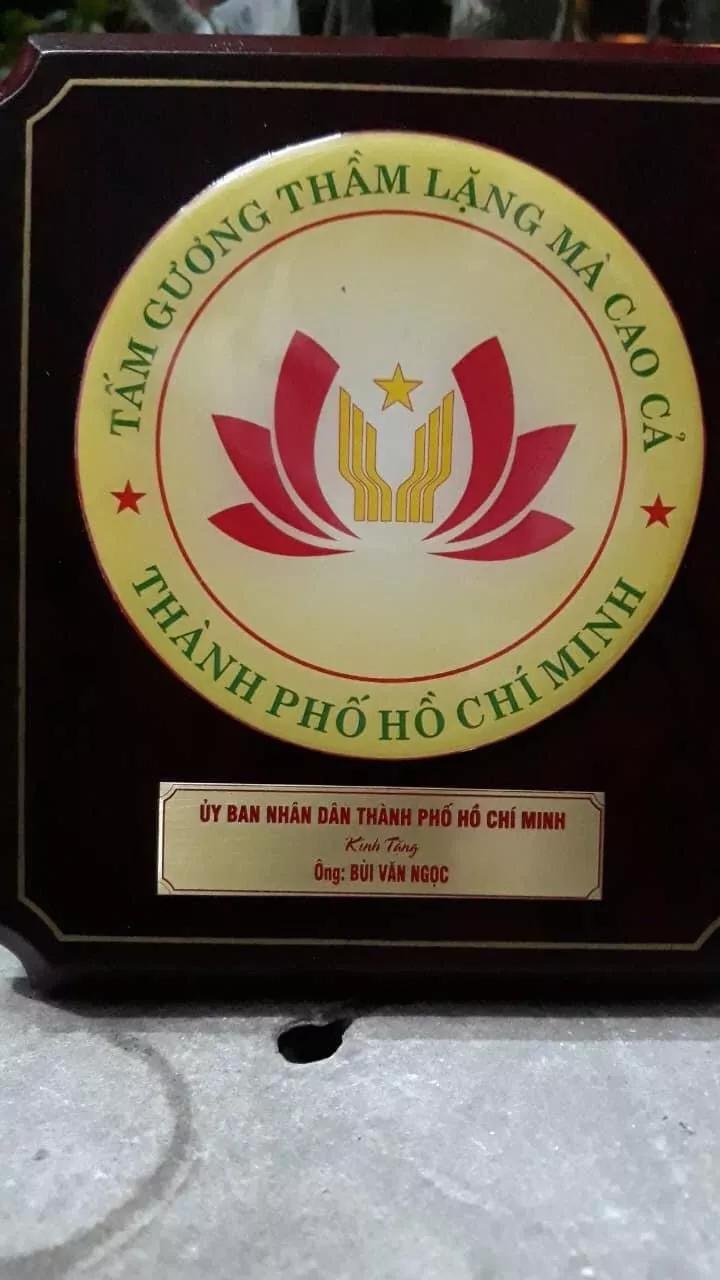 TẤM GƯƠNG THẦM LẶNG MÀ CAO CẢ
THÀNH PHỐ HỒ CHÍ MINH
ỦY BAN NHÂN DÂN THÀNH PHỐ HỒ CHÍ MINH
Kính Tặng
Ông: BÙI VĂN NGỌC